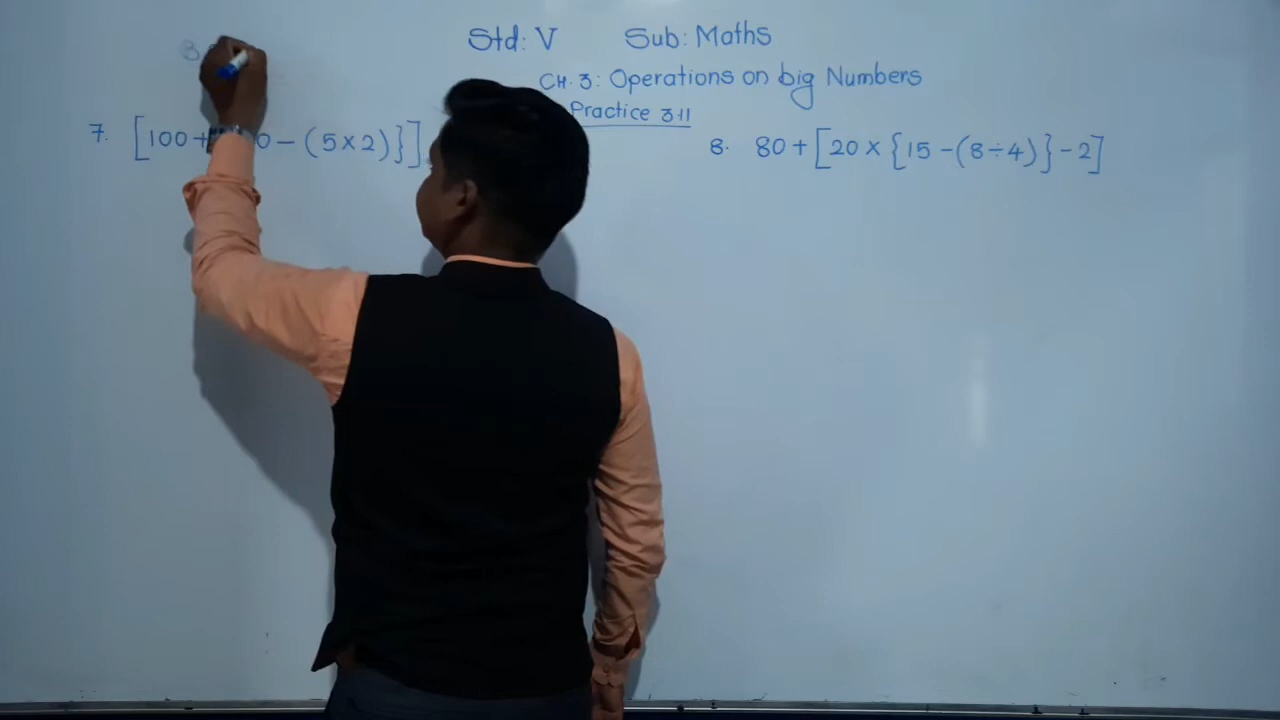 Std: V Sub: Maths
CH. 3: Operations on big Numbers
Practice 3.11
7. [100+ 0 - (5×2)}]
8. 80+[20×{15-(8÷4)}-2]